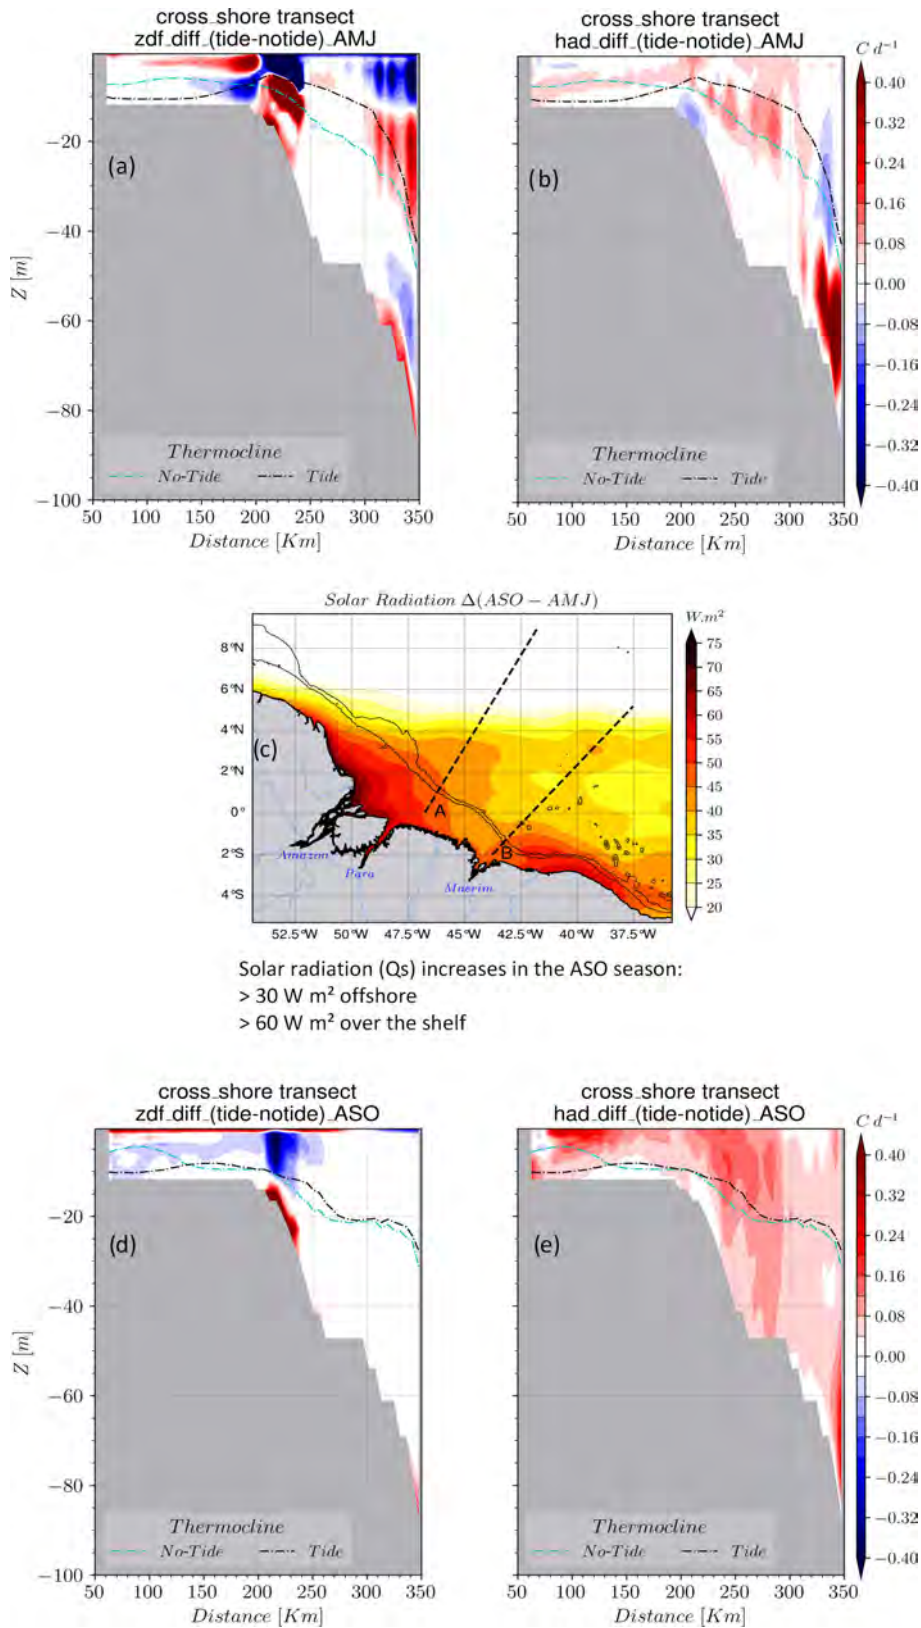 cross_shore transect
zdf_diff_(tide-notide)_AMJ
cross_shore transect
had_diff_(tide-notide)_AMJ
C d⁻¹
0.40
0.32
0.24
0.16
0.08
0.00
−0.08
−0.16
−0.24
−0.32
−0.40
(a)
(b)
Z [m]
−20
−40
−60
−80
−100
Thermocline
No-Tide
Tide
Thermocline
No-Tide
Tide
50 100 150 200 250 300 350
50 100 150 200 250 300 350
Distance [Km]
Distance [Km]
Solar Radiation Δ(ASO − AMJ)
W.m²
75
70
65
60
55
50
45
40
35
30
25
20
8°N
6°N
4°N
2°N
0°
2°S
4°S
(c)
A
B
Amazon
Para
Mearim
52.5°W 50°W 47.5°W 45°W 42.5°W 40°W 37.5°W
Solar radiation (Qs) increases in the ASO season:
> 30 W m² offshore
> 60 W m² over the shelf
cross_shore transect
zdf_diff_(tide-notide)_ASO
cross_shore transect
had_diff_(tide-notide)_ASO
C d⁻¹
0.40
0.32
0.24
0.16
0.08
0.00
−0.08
−0.16
−0.24
−0.32
−0.40
(d)
(e)
Z [m]
−20
−40
−60
−80
−100
Thermocline
No-Tide
Tide
Thermocline
No-Tide
Tide
50 100 150 200 250 300 350
50 100 150 200 250 300 350
Distance [Km]
Distance [Km]